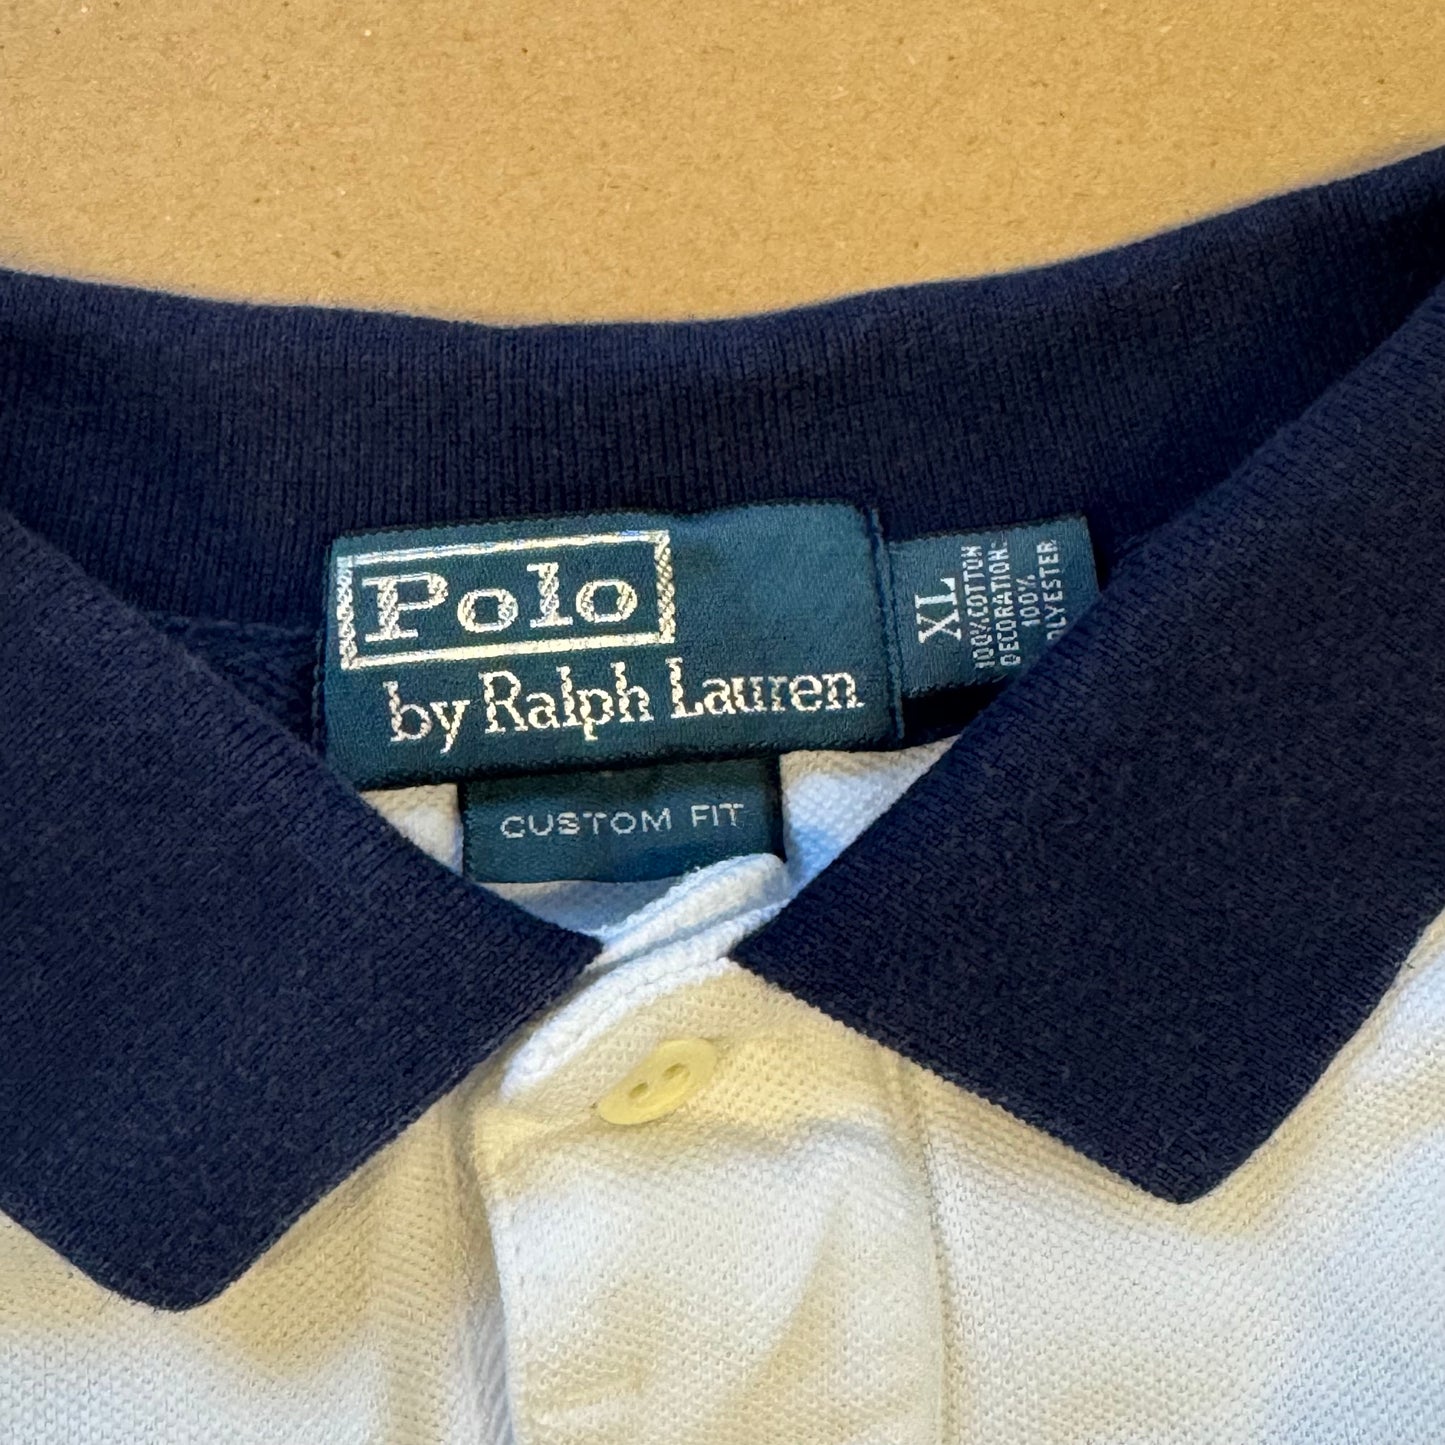 Polo
by Ralph Lauren
CUSTOM FIT
XL
100% COTTON
DECORATION:
100%
POLYESTER